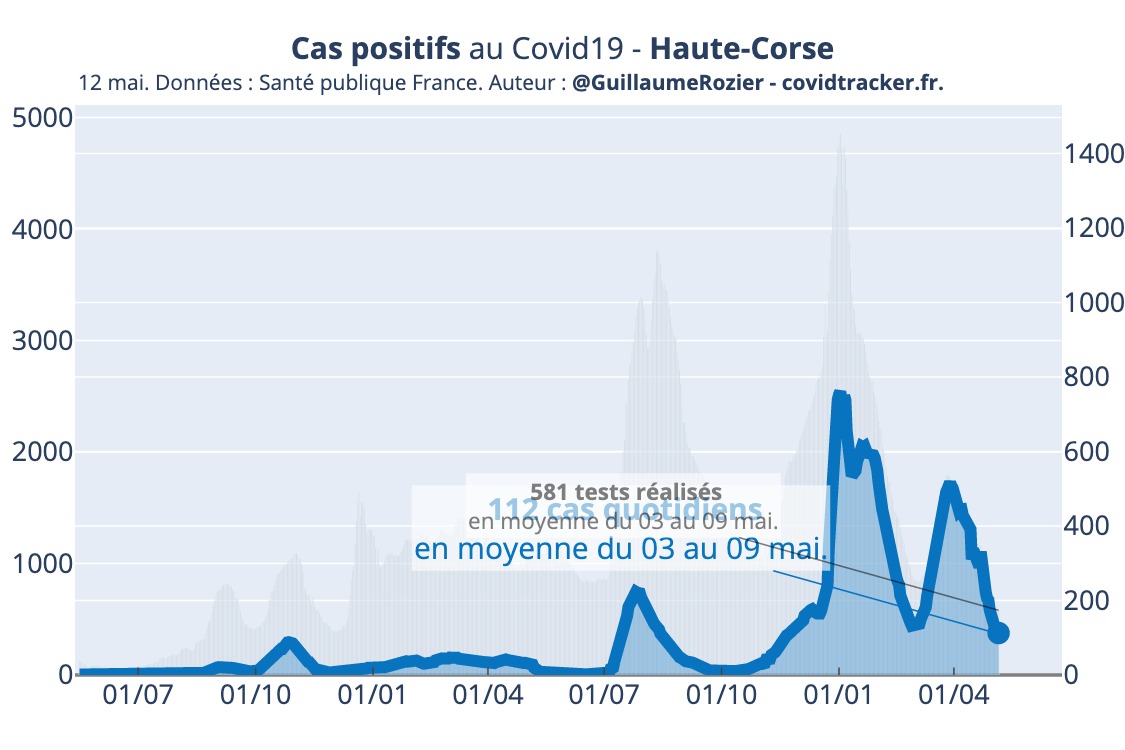 Cas positifs au Covid19 - Haute-Corse
12 mai. Données : Santé publique France. Auteur : @GuillaumeRozier - covidtracker.fr.
5000
4000
3000
2000
1000
0
1400
1200
1000
800
600
400
200
0
581 tests réalisés
112 cas quotidiens
en moyenne du 03 au 09 mai.
en moyenne du 03 au 09 mai.
01/07 01/10 01/01 01/04 01/07 01/10 01/01 01/04